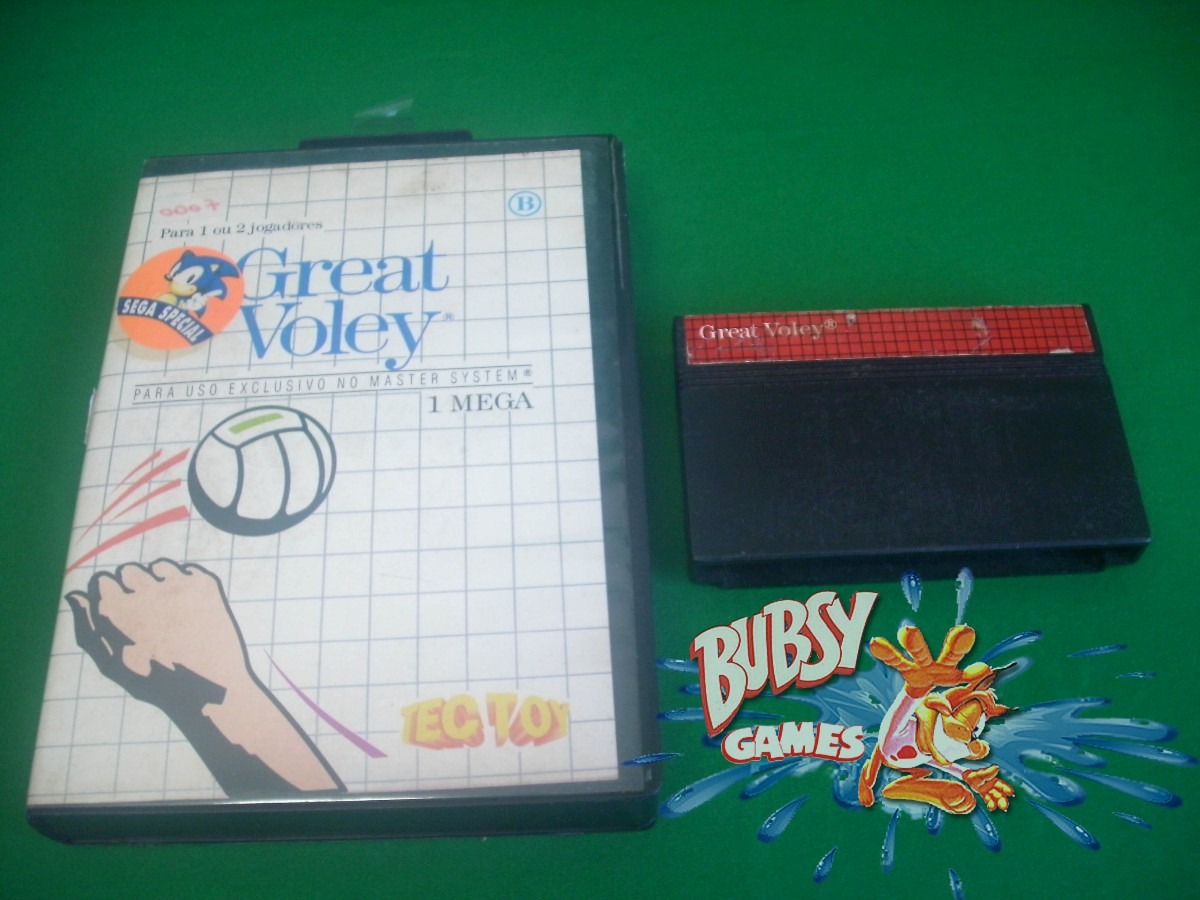 B
Para 1 ou 2 jogadores
Great
Voley®
SEGA SPECIAL
PARA USO EXCLUSIVO NO MASTER SYSTEM®
1 MEGA
TEC TOY
Great Voley®
BUBSY
GAMES